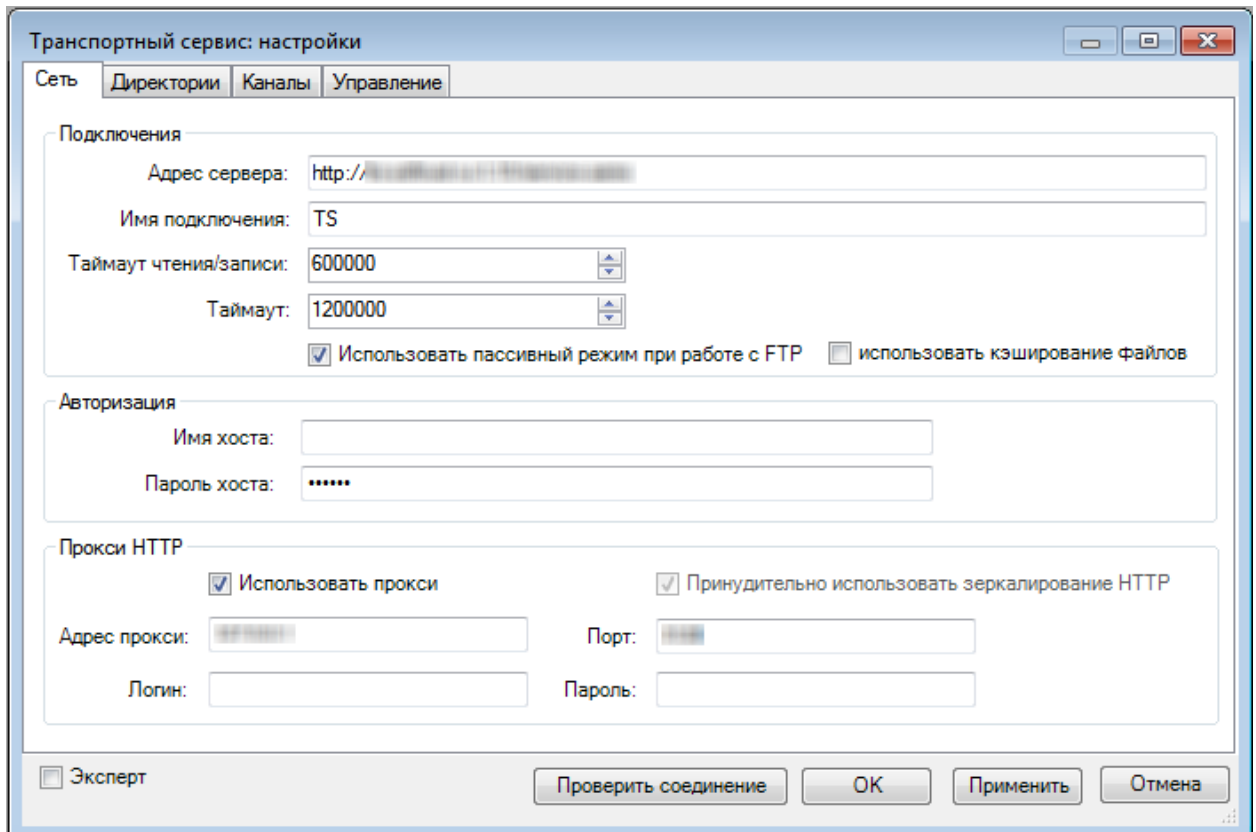 Транспортный сервис: настройки
Сеть Директории Каналы Управление
Подключения
Адрес сервера: http://
Имя подключения: TS
Таймаут чтения/записи: 600000
Таймаут: 1200000
Использовать пассивный режим при работе с FTP использовать кэширование файлов
Авторизация
Имя хоста:
Пароль хоста: ••••••
Прокси HTTP
Использовать прокси Принудительно использовать зеркалирование HTTP
Адрес прокси: Порт:
Логин: Пароль:
Эксперт Проверить соединение OK Применить Отмена